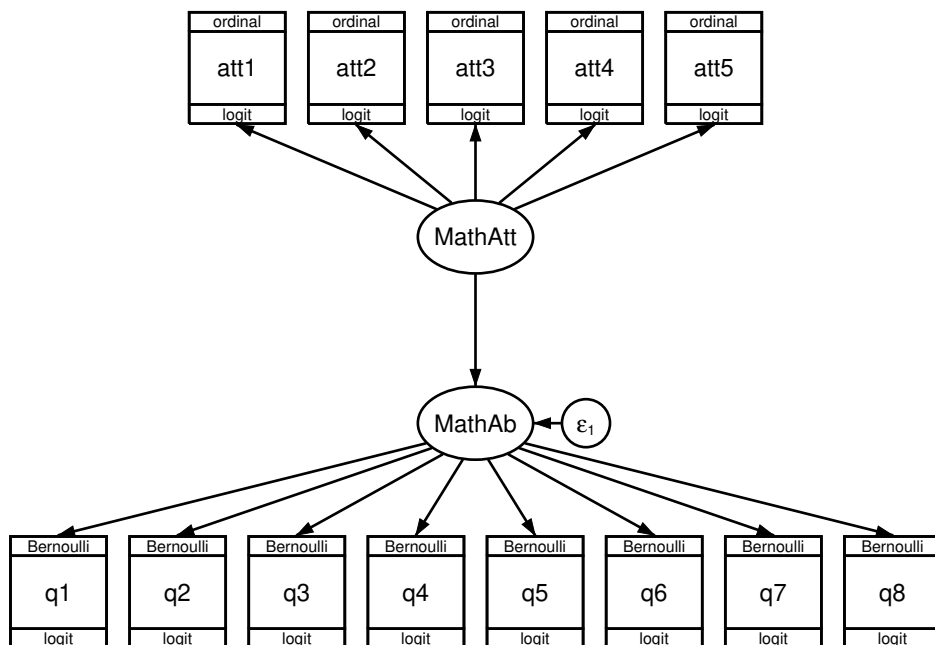 ordinal ordinal ordinal ordinal ordinal
att1 att2 att3 att4 att5
logit logit logit logit logit
MathAtt
MathAb ε₁
Bernoulli Bernoulli Bernoulli Bernoulli Bernoulli Bernoulli Bernoulli Bernoulli
q1 q2 q3 q4 q5 q6 q7 q8
logit logit logit logit logit logit logit logit